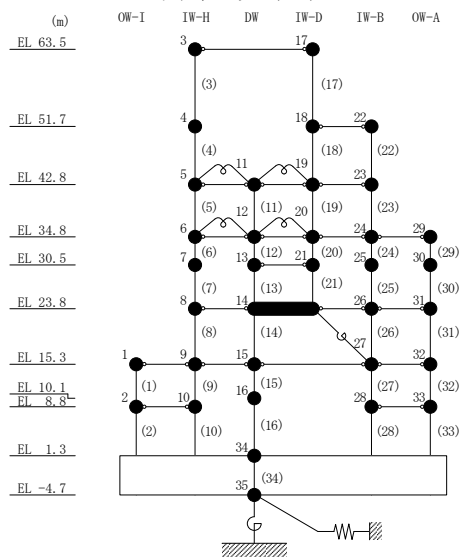 OW-I IW-H DW IW-D IW-B OW-A
(m)
EL 63.5 3 17
(3) (17)
EL 51.7 4 18 22
(4) (18) (22)
EL 42.8 5 11 19 23
(5) (11) (19) (23)
EL 34.8 6 12 20 24 29
(6) (12) (20) (24) (29)
EL 30.5 7 13 21 25 30
(7) (13) (21) (25) (30)
EL 23.8 8 14 26 31
(8) (14) (26) (31)
27
EL 15.3 1 9 15 32
(1) (9) (15) (27) (32)
EL 10.1 16
EL 8.8 2 10 28 33
(2) (10) (16) (28) (33)
EL 1.3 34
(34)
EL -4.7 35